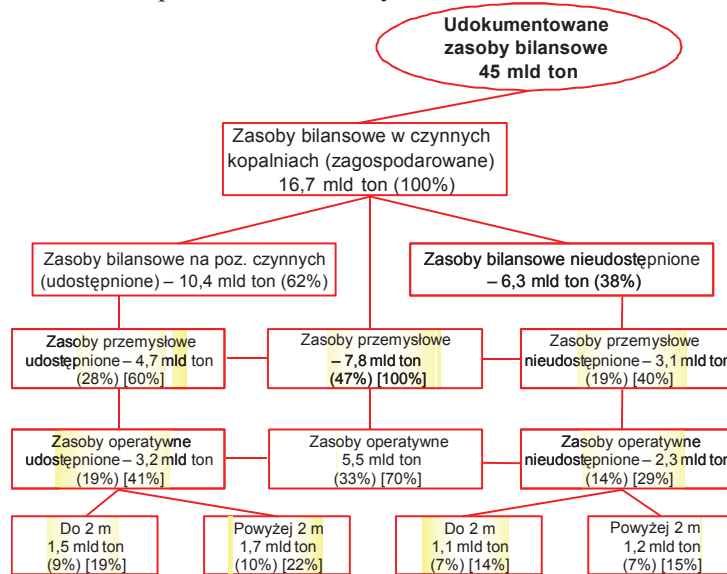 Udokumentowane
zasoby bilansowe
45 mld ton
Zasoby bilansowe w czynnych
kopalniach (zagospodarowane)
16,7 mld ton (100%)
Zasoby bilansowe na poz. czynnych
(udostępnione) – 10,4 mld ton (62%)
Zasoby bilansowe nieudostępnione
– 6,3 mld ton (38%)
Zasoby przemysłowe
udostępnione – 4,7 mld ton
(28%) [60%]
Zasoby przemysłowe
– 7,8 mld ton
(47%) [100%]
Zasoby przemysłowe
nieudostępnione – 3,1 mld ton
(19%) [40%]
Zasoby operatywne
udostępnione – 3,2 mld ton
(19%) [41%]
Zasoby operatywne
5,5 mld ton
(33%) [70%]
Zasoby operatywne
nieudostępnione – 2,3 mld ton
(14%) [29%]
Do 2 m
1,5 mld ton
(9%) [19%]
Powyżej 2 m
1,7 mld ton
(10%) [22%]
Do 2 m
1,1 mld ton
(7%) [14%]
Powyżej 2 m
1,2 mld ton
(7%) [15%]